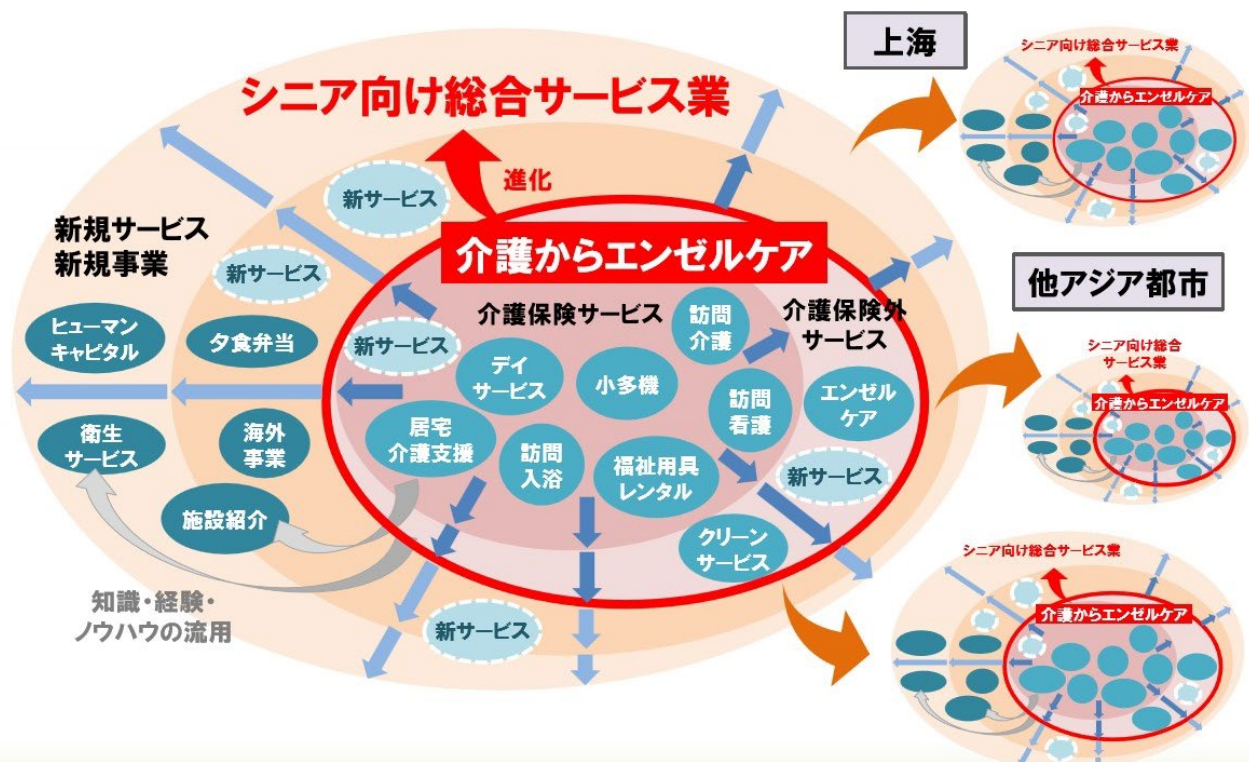 シニア向け総合サービス業
進化
介護からエンゼルケア
新規サービス
新規事業
新サービス
新サービス
新サービス
ヒューマン
キャピタル
夕食弁当
衛生
サービス
海外
事業
施設紹介
知識・経験・
ノウハウの流用
介護保険サービス
訪問
介護
デイ
サービス
小多機
訪問
看護
居宅
介護支援
訪問
入浴
福祉用具
レンタル
介護保険外
サービス
エンゼル
ケア
新サービス
クリーン
サービス
新サービス
上海
シニア向け総合サービス業
介護からエンゼルケア
他アジア都市
シニア向け総合
サービス業
介護からエンゼルケア
シニア向け総合サービス業
介護からエンゼルケア